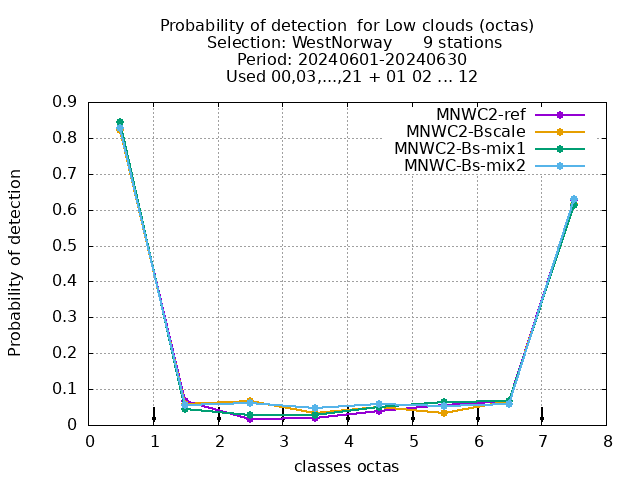 Probability of detection  for Low clouds (octas)
Selection: WestNorway      9 stations
Period: 20240601-20240630
Used 00,03,...,21 + 01 02 ... 12
MNWC2-ref
MNWC2-Bscale
MNWC2-Bs-mix1
MNWC-Bs-mix2
Probability of detection
0.9
0.8
0.7
0.6
0.5
0.4
0.3
0.2
0.1
0
0 1 2 3 4 5 6 7 8
classes octas